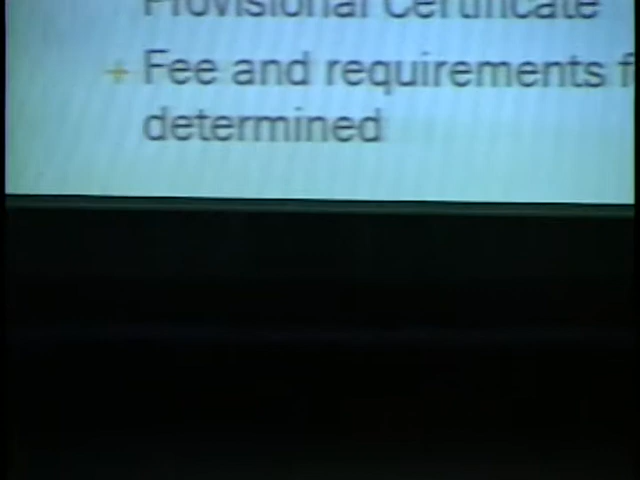 Provisional Certificate
+ Fee and requirements f
determined